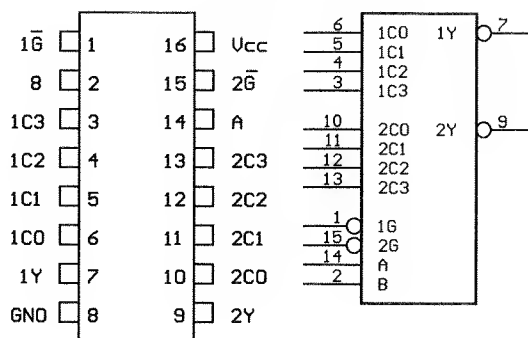 1G̅ 1 16 Vcc
8 2 15 2G̅
1C3 3 14 A
1C2 4 13 2C3
1C1 5 12 2C2
1C0 6 11 2C1
1Y 7 10 2C0
GND 8 9 2Y
6 1C0 1Y 7
5 1C1
4 1C2
3 1C3
10 2C0 2Y 9
11 2C1
12 2C2
13 2C3
1 1G
15 2G
14 A
2 B